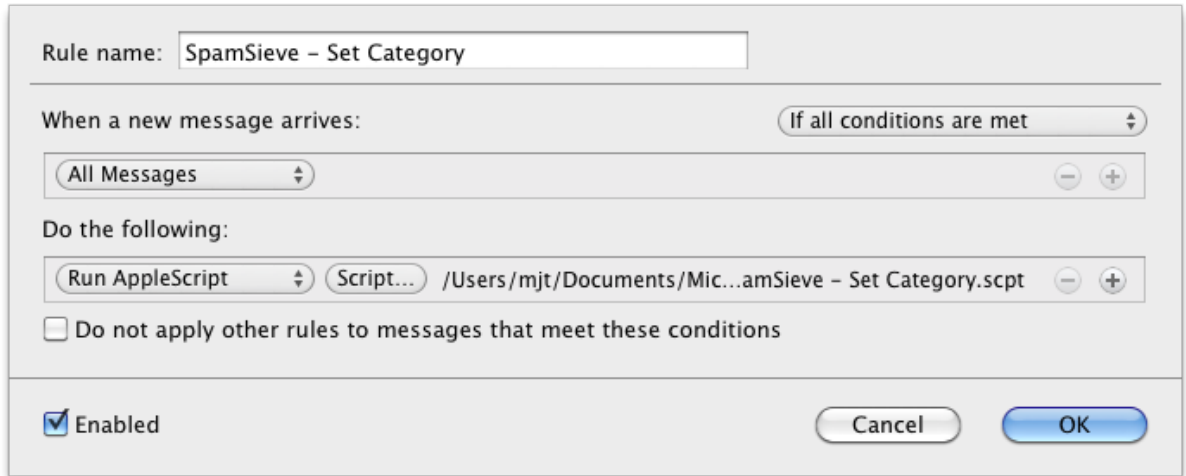 Rule name: SpamSieve – Set Category
When a new message arrives: If all conditions are met
All Messages
Do the following:
Run AppleScript Script... /Users/mjt/Documents/Mic...amSieve – Set Category.scpt
Do not apply other rules to messages that meet these conditions
Enabled Cancel OK